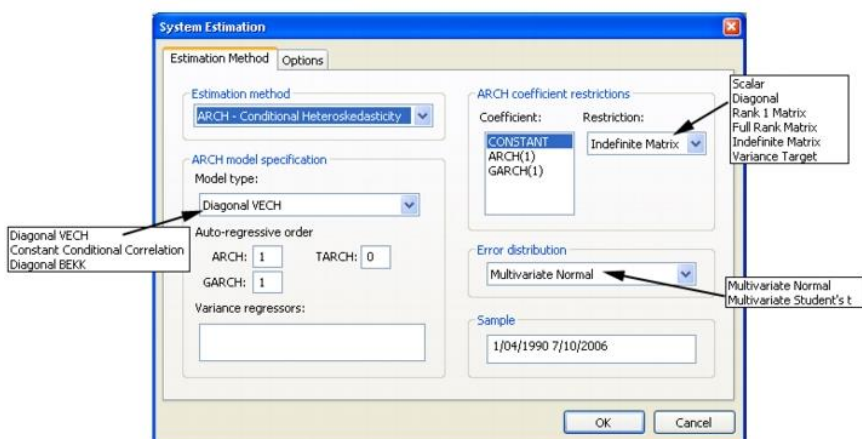 System Estimation
Estimation Method
Options
Estimation method
ARCH - Conditional Heteroskedasticity
ARCH model specification
Model type:
Diagonal VECH
Auto-regressive order
ARCH: 1 TARCH: 0
GARCH: 1
Variance regressors:
Diagonal VECH
Constant Conditional Correlation
Diagonal BEKK
ARCH coefficient restrictions
Coefficient: Restriction:
CONSTANT
ARCH(1)
GARCH(1)
Indefinite Matrix
Scalar
Diagonal
Rank 1 Matrix
Full Rank Matrix
Indefinite Matrix
Variance Target
Error distribution
Multivariate Normal
Multivariate Normal
Multivariate Student's t
Sample
1/04/1990 7/10/2006
OK
Cancel